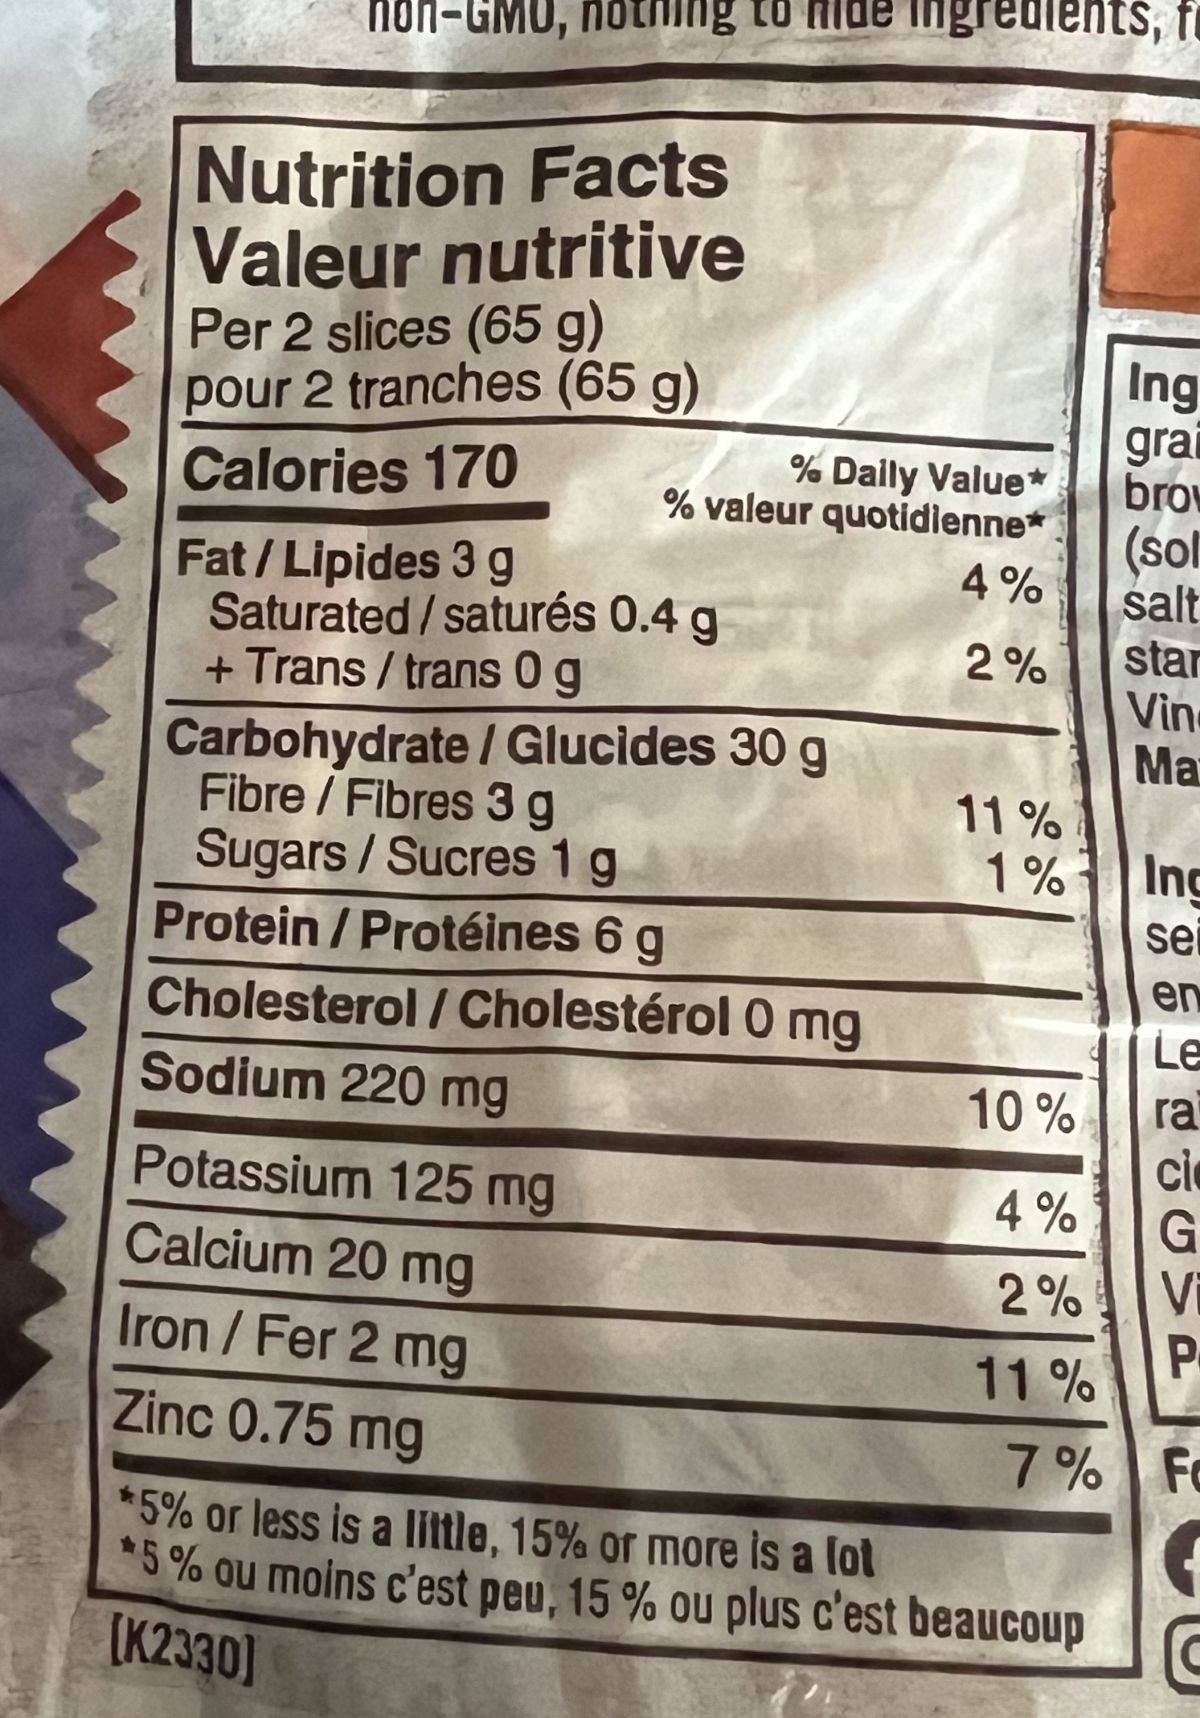 non-GMO, nothing to hide ingredients,
Nutrition Facts
Valeur nutritive
Per 2 slices (65 g)
pour 2 tranches (65 g)
Calories 170
% Daily Value*
% valeur quotidienne*
Fat / Lipides 3 g 4 %
Saturated / saturés 0.4 g
+ Trans / trans 0 g 2 %
Carbohydrate / Glucides 30 g
Fibre / Fibres 3 g 11 %
Sugars / Sucres 1 g 1 %
Protein / Protéines 6 g
Cholesterol / Cholestérol 0 mg
Sodium 220 mg 10 %
Potassium 125 mg 4 %
Calcium 20 mg 2 %
Iron / Fer 2 mg 11 %
Zinc 0.75 mg 7 %
*5% or less is a little, 15% or more is a lot
*5 % ou moins c'est peu, 15 % ou plus c'est beaucoup
[K2330]